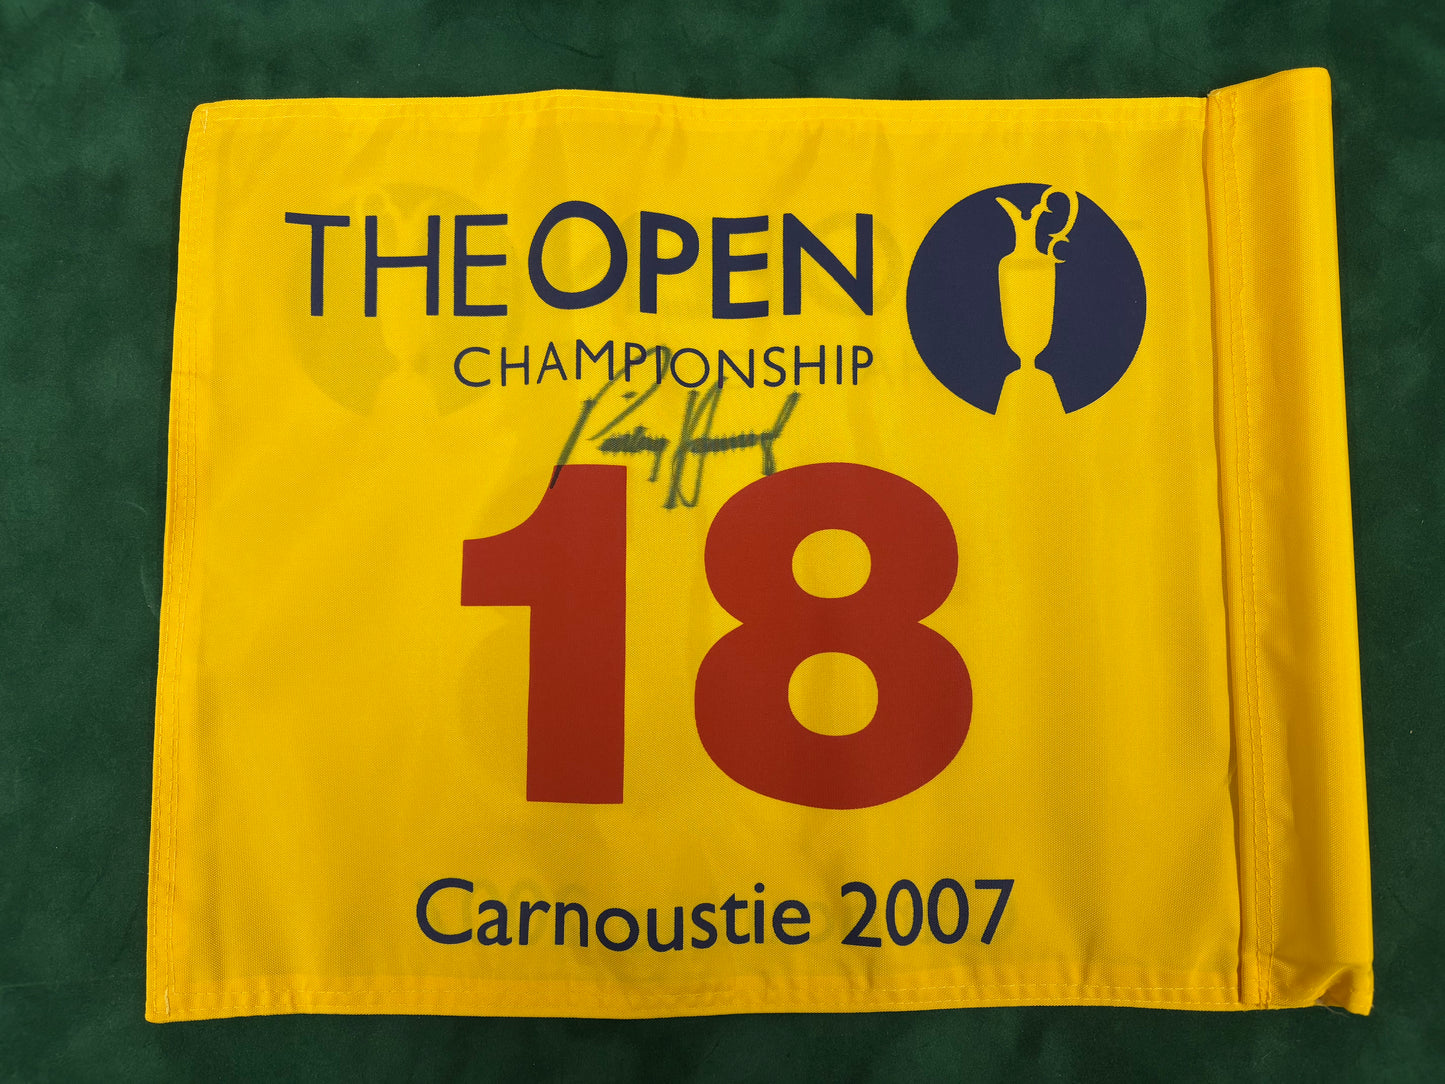 THE OPEN
CHAMPIONSHIP
18
Carnoustie 2007